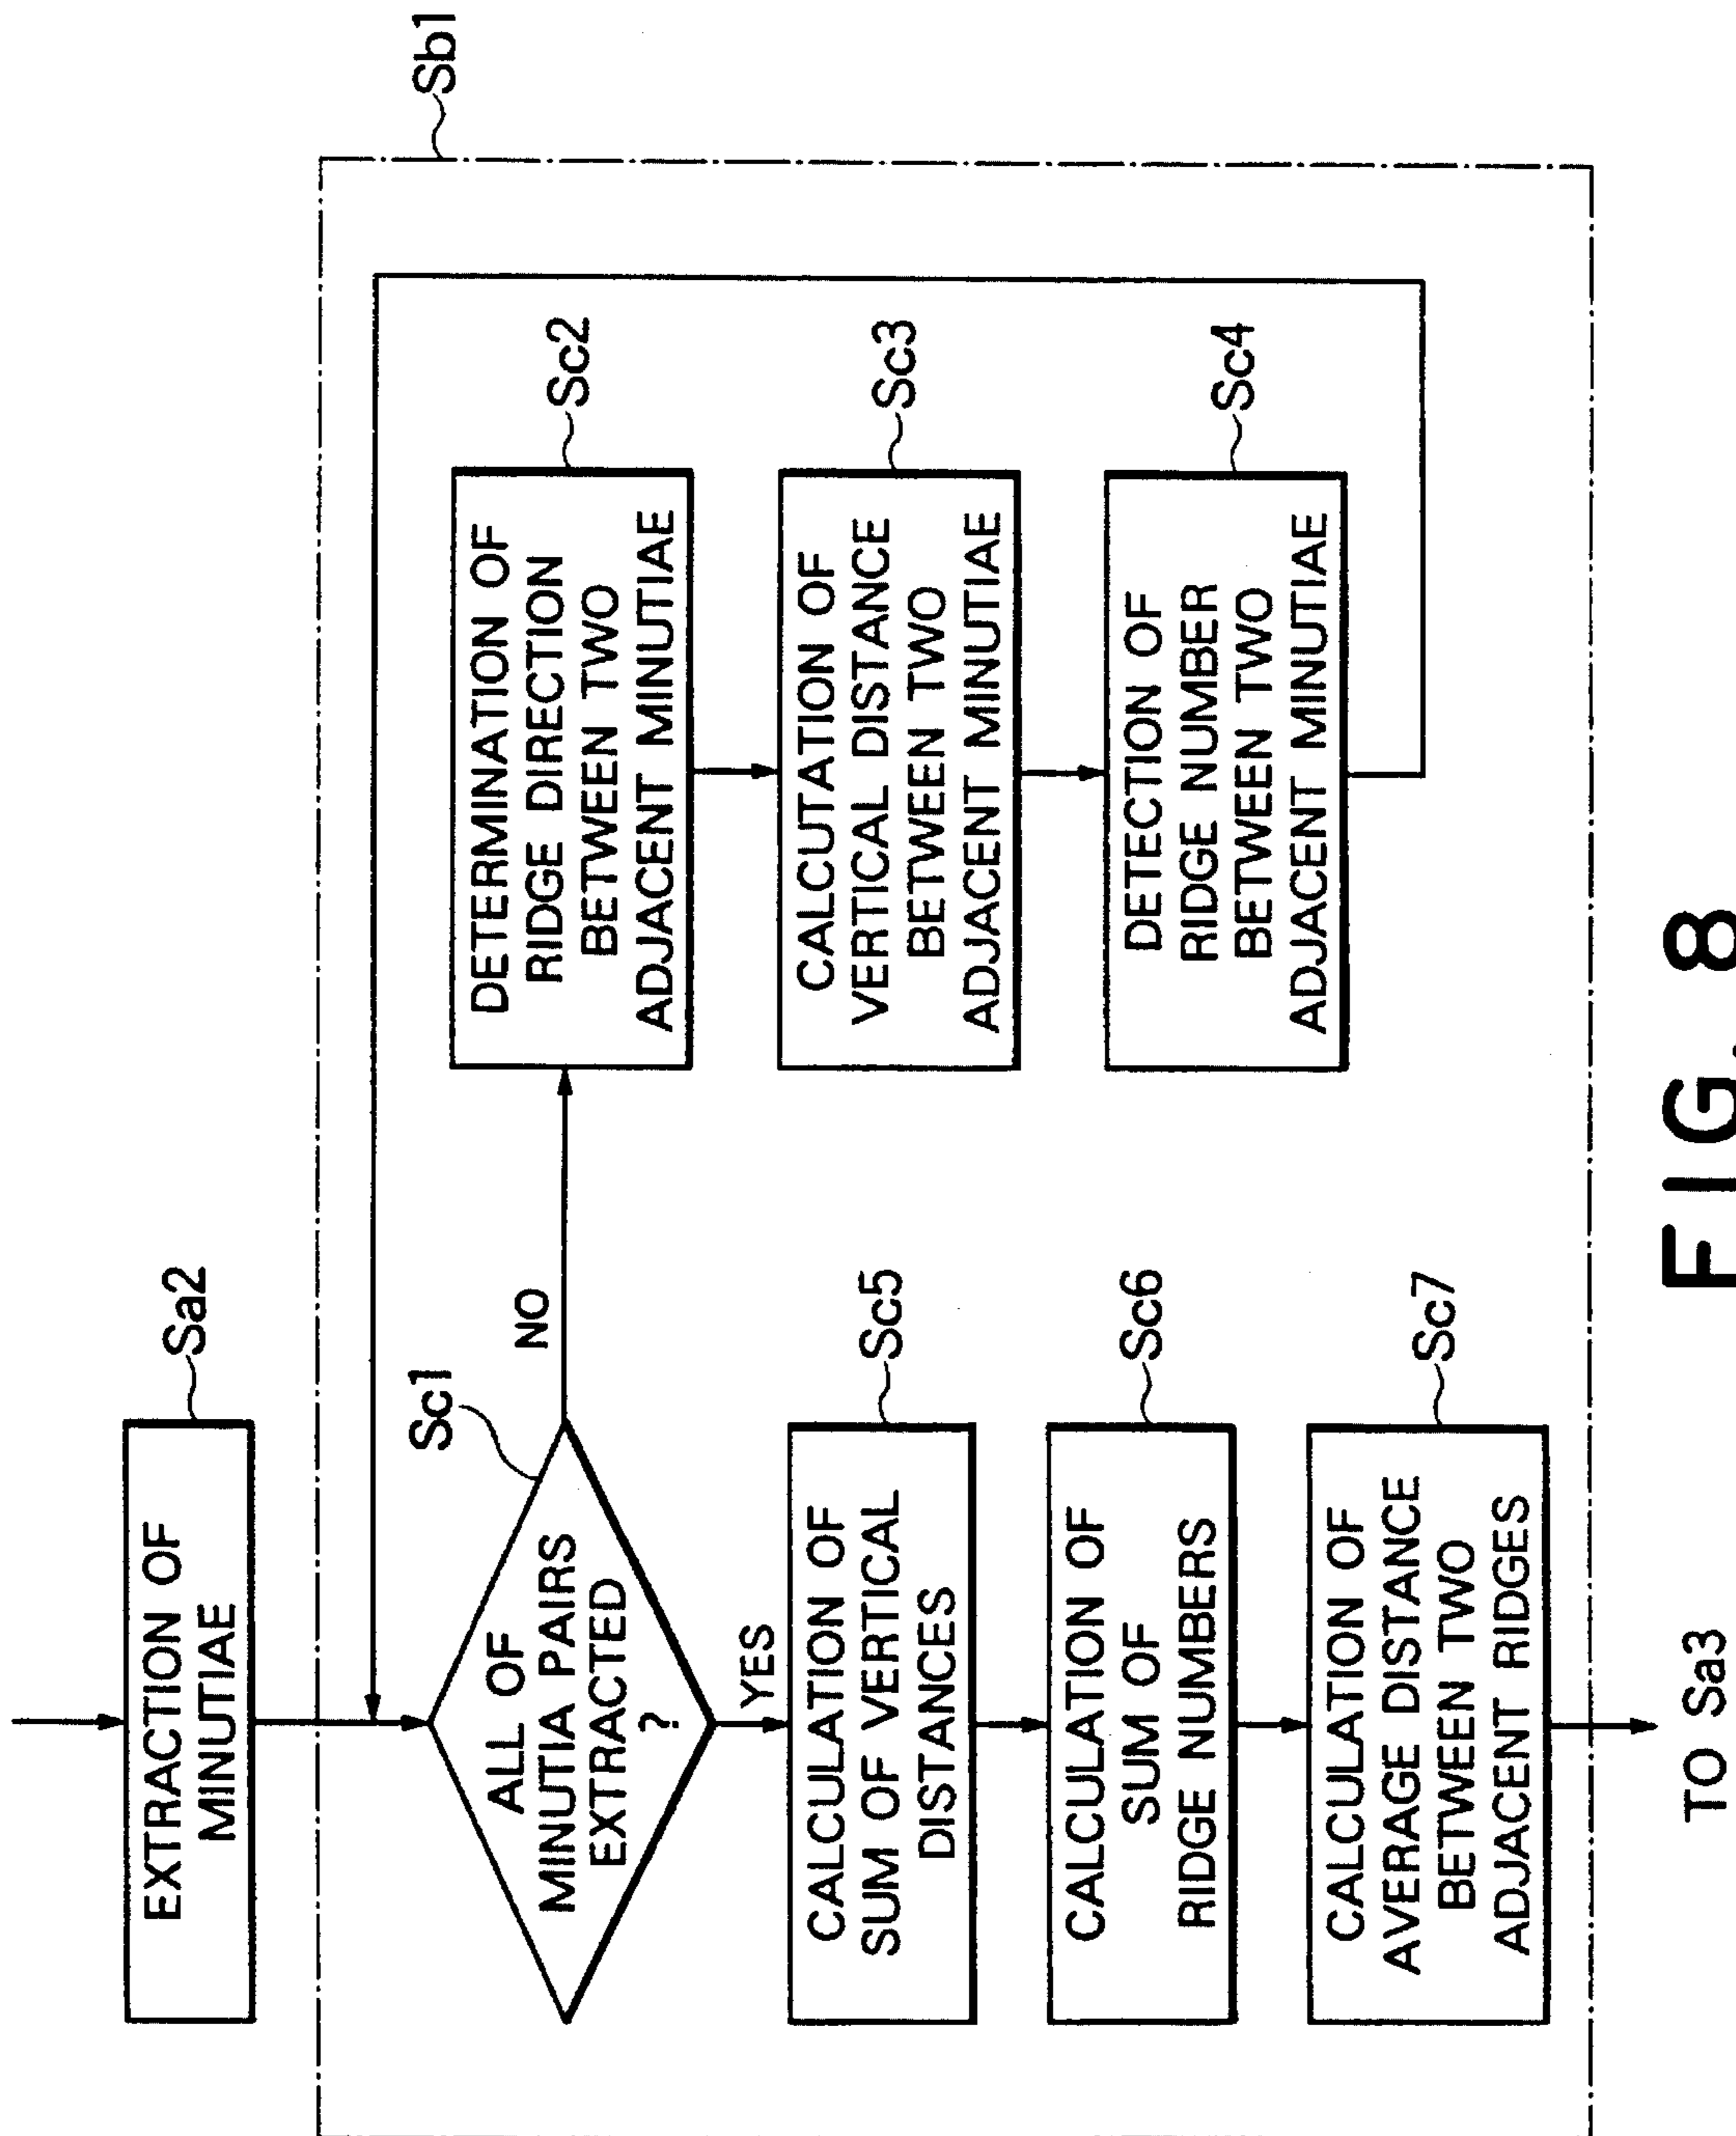 EXTRACTION OF
MINUTIAE
Sa2
Sb1
Sc1
ALL OF
MINUTIA PAIRS
EXTRACTED
?
NO
YES
DETERMINATION OF
RIDGE DIRECTION
BETWEEN TWO
ADJACENT MINUTIAE
Sc2
CALCUTATION OF
VERTICAL DISTANCE
BETWEEN TWO
ADJACENT MINUTIAE
Sc3
DETECTION OF
RIDGE NUMBER
BETWEEN TWO
ADJACENT MINUTIAE
Sc4
CALCULATION OF
SUM OF VERTICAL
DISTANCES
Sc5
CALCULATION OF
SUM OF
RIDGE NUMBERS
Sc6
CALCULATION OF
AVERAGE DISTANCE
BETWEEN TWO
ADJACENT RIDGES
Sc7
TO Sa3
FIG. 8